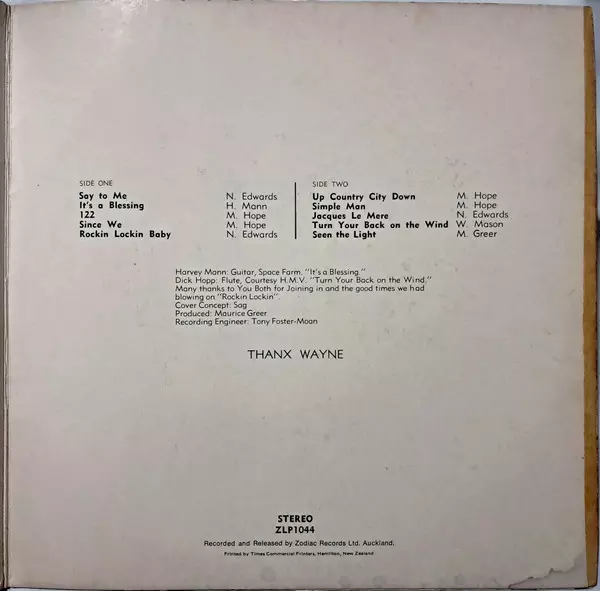 SIDE ONE
Say to Me N. Edwards
It's a Blessing H. Mann
122 M. Hope
Since We M. Hope
Rockin Lockin Baby N. Edwards
SIDE TWO
Up Country City Down M. Hope
Simple Man M. Hope
Jacques Le Mere N. Edwards
Turn Your Back on the Wind W. Mason
Seen the Light M. Greer
Harvey Mann: Guitar, Space Farm. "It's a Blessing."
Dick Hopp: Flute, Courtesy H.M.V. "Turn Your Back on the Wind."
Many thanks to You Both for Joining in and the good times we had
blowing on "Rockin Lockin".
Cover Concept: Sag
Produced: Maurice Greer
Recording Engineer: Tony Foster-Moan
THANX WAYNE
STEREO
ZLP1044
Recorded and Released by Zodiac Records Ltd. Auckland.
Printed by Times Commercial Printers, Hamilton, New Zealand